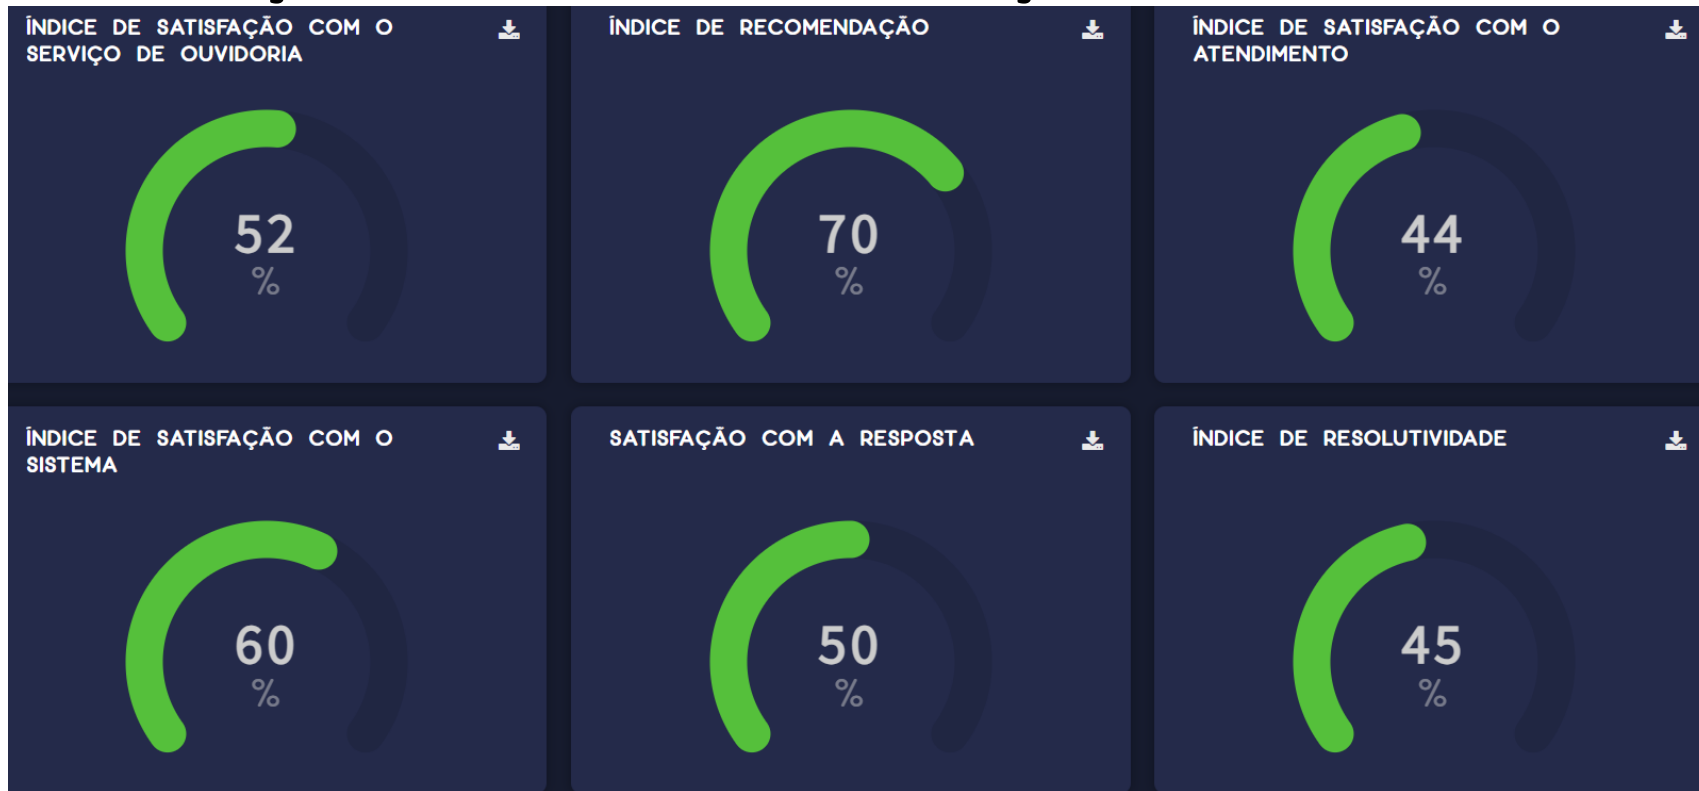 ÍNDICE DE SATISFAÇÃO COM O
SERVIÇO DE OUVIDORIA
52
%
ÍNDICE DE RECOMENDAÇÃO
70
%
ÍNDICE DE SATISFAÇÃO COM O
ATENDIMENTO
44
%
ÍNDICE DE SATISFAÇÃO COM O
SISTEMA
60
%
SATISFAÇÃO COM A RESPOSTA
50
%
ÍNDICE DE RESOLUTIVIDADE
45
%